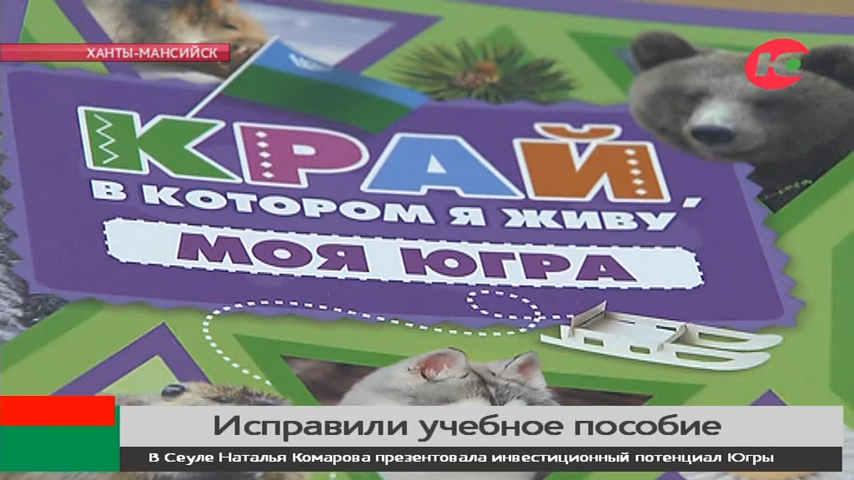 ХАНТЫ-МАНСИЙСК
Ю
КРАЙ,
В КОТОРОМ Я ЖИВУ
МОЯ ЮГРА
Исправили учебное пособие
В Сеуле Наталья Комарова презентовала инвестиционный потенциал Югры